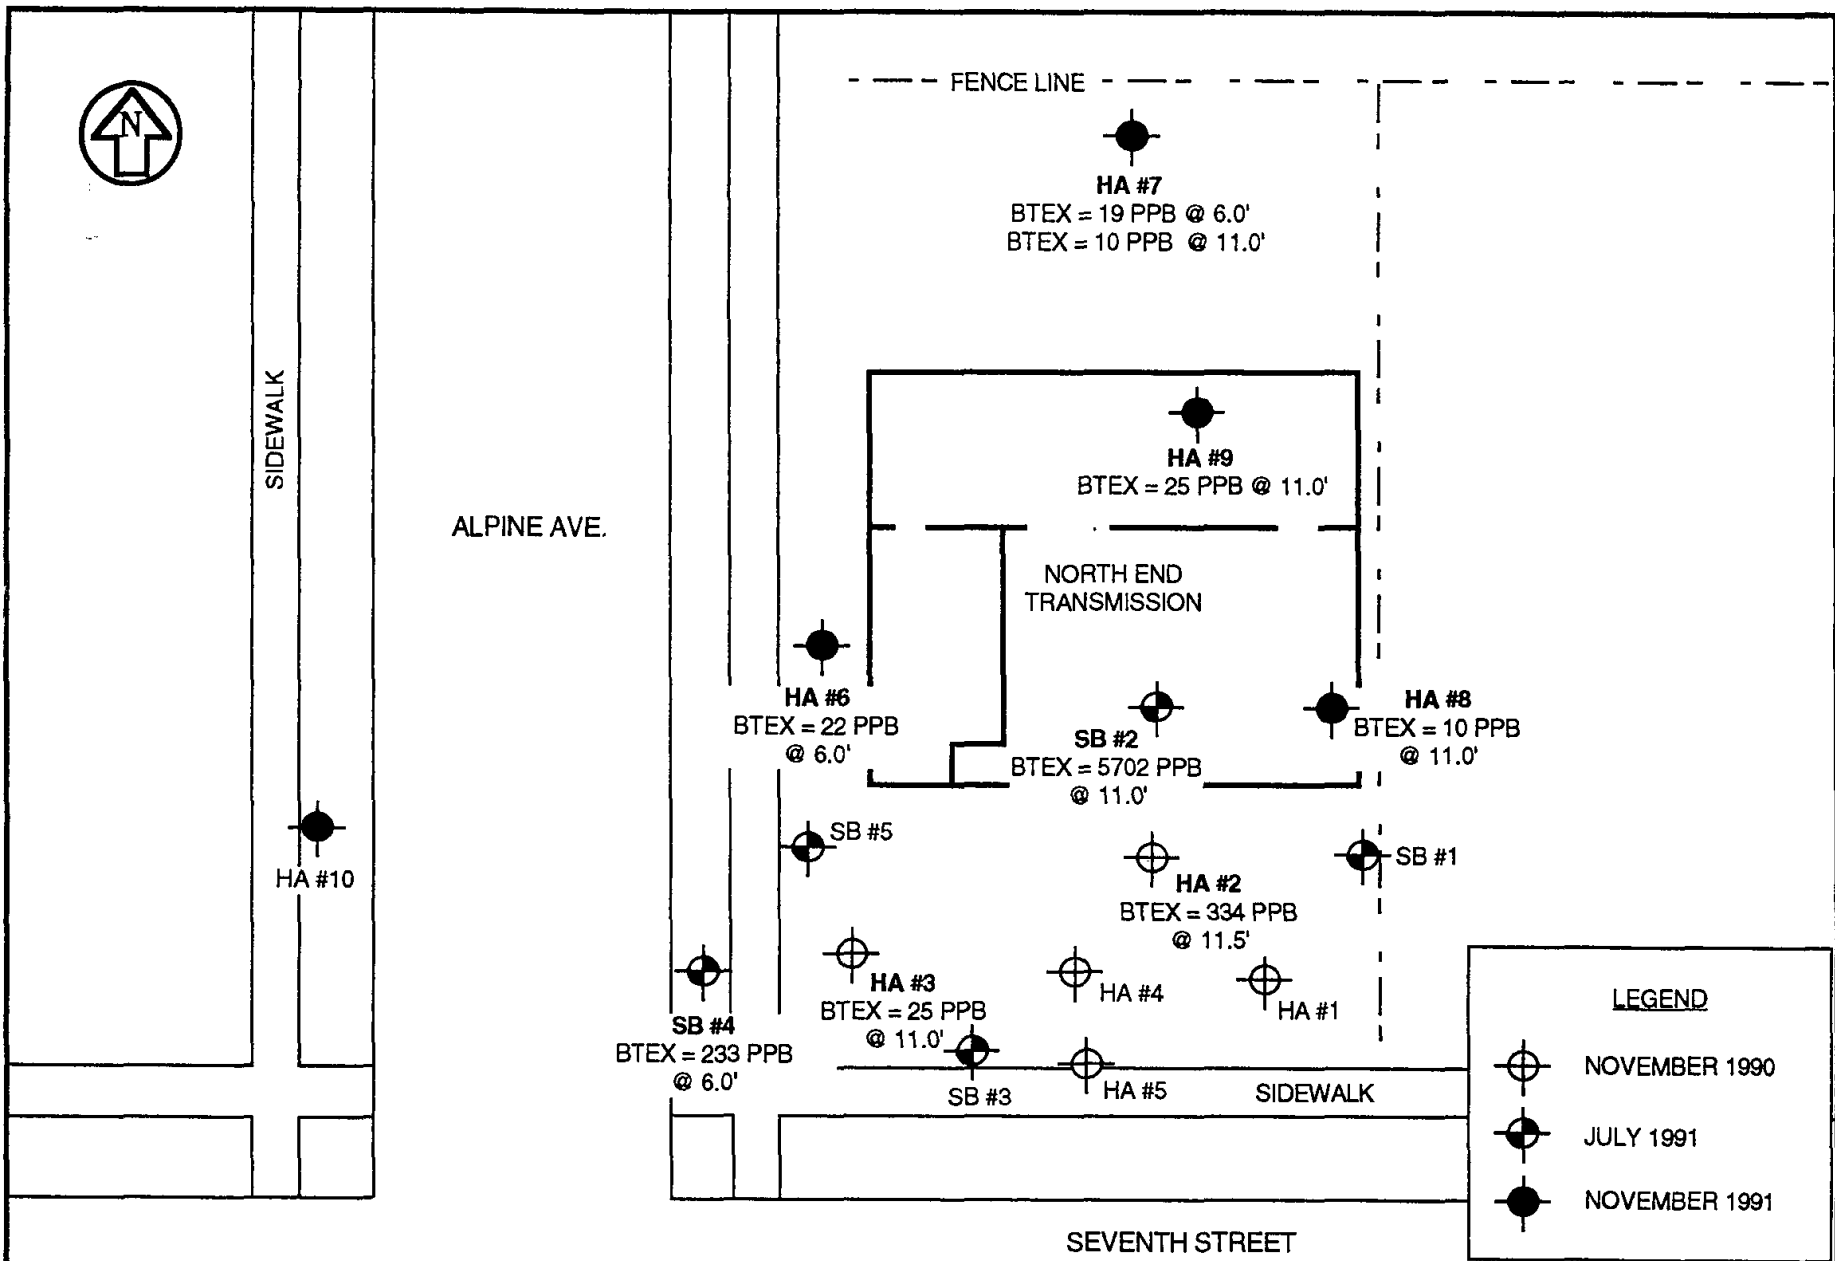 FENCE LINE
N
HA #7
BTEX = 19 PPB @ 6.0'
BTEX = 10 PPB @ 11.0'
SIDEWALK
HA #9
BTEX = 25 PPB @ 11.0'
ALPINE AVE.
NORTH END
TRANSMISSION
HA #6
BTEX = 22 PPB
@ 6.0'
HA #8
BTEX = 10 PPB
@ 11.0'
SB #2
BTEX = 5702 PPB
@ 11.0'
SB #5
SB #1
HA #10
HA #2
BTEX = 334 PPB
@ 11.5'
HA #3
BTEX = 25 PPB
@ 11.0'
HA #4
HA #1
SB #4
BTEX = 233 PPB
@ 6.0'
SB #3
HA #5
SIDEWALK
SEVENTH STREET
LEGEND
NOVEMBER 1990
JULY 1991
NOVEMBER 1991